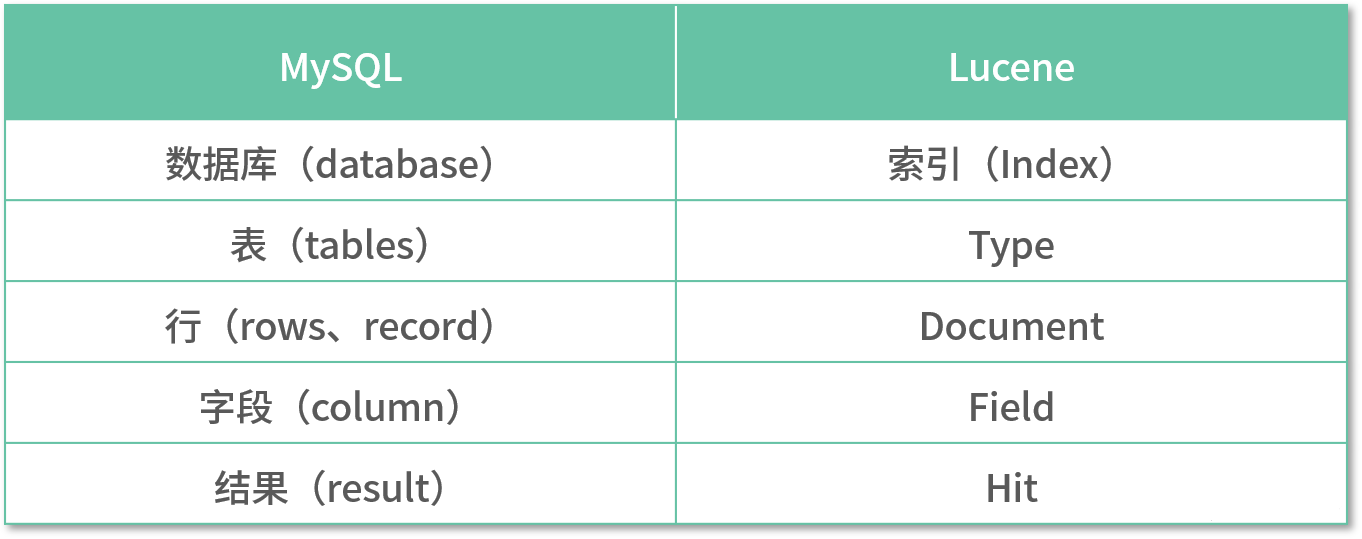 MySQL Lucene
数据库（database） 索引（Index）
表（tables） Type
行（rows、record） Document
字段（column） Field
结果（result） Hit